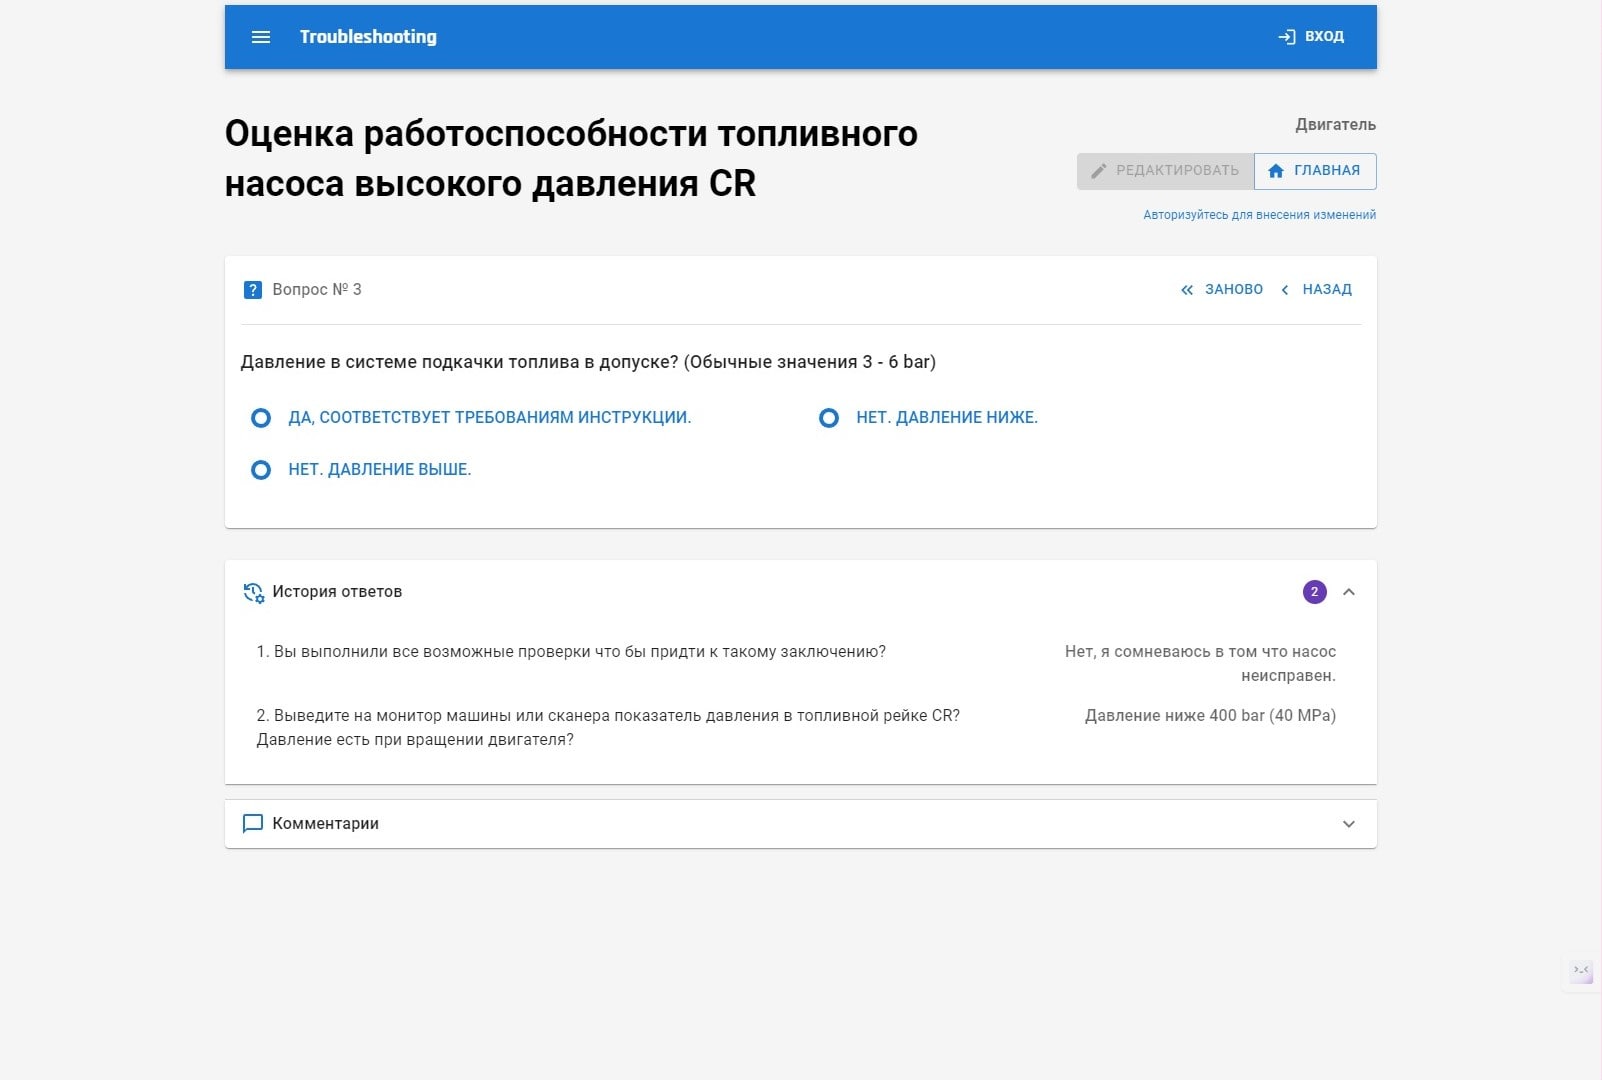 Troubleshooting
ВХОД
Оценка работоспособности топливного
насоса высокого давления CR
Двигатель
РЕДАКТИРОВАТЬ
ГЛАВНАЯ
Авторизуйтесь для внесения изменений
? Вопрос № 3
ЗАНОВО
НАЗАД
Давление в системе подкачки топлива в допуске? (Обычные значения 3 - 6 bar)
ДА, СООТВЕТСТВУЕТ ТРЕБОВАНИЯМ ИНСТРУКЦИИ.
НЕТ. ДАВЛЕНИЕ НИЖЕ.
НЕТ. ДАВЛЕНИЕ ВЫШЕ.
История ответов
2
1. Вы выполнили все возможные проверки что бы придти к такому заключению?
Нет, я сомневаюсь в том что насос
неисправен.
2. Выведите на монитор машины или сканера показатель давления в топливной рейке CR?
Давление есть при вращении двигателя?
Давление ниже 400 bar (40 MPa)
Комментарии